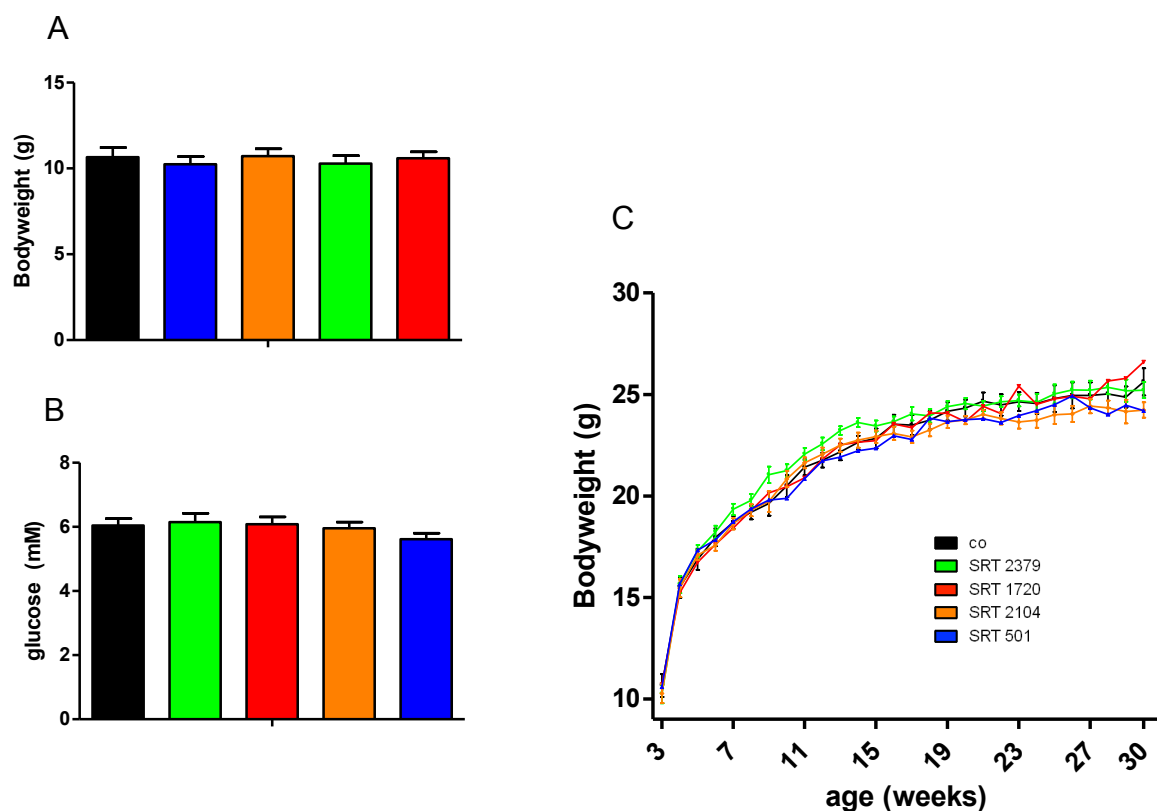 A
15
10
5
0
Bodyweight (g)
B
8
6
4
2
0
glucose (mM)
C
30
25
20
15
10
Bodyweight (g)
co
SRT 2379
SRT 1720
SRT 2104
SRT 501
3 7 11 15 19 23 27 30
age (weeks)